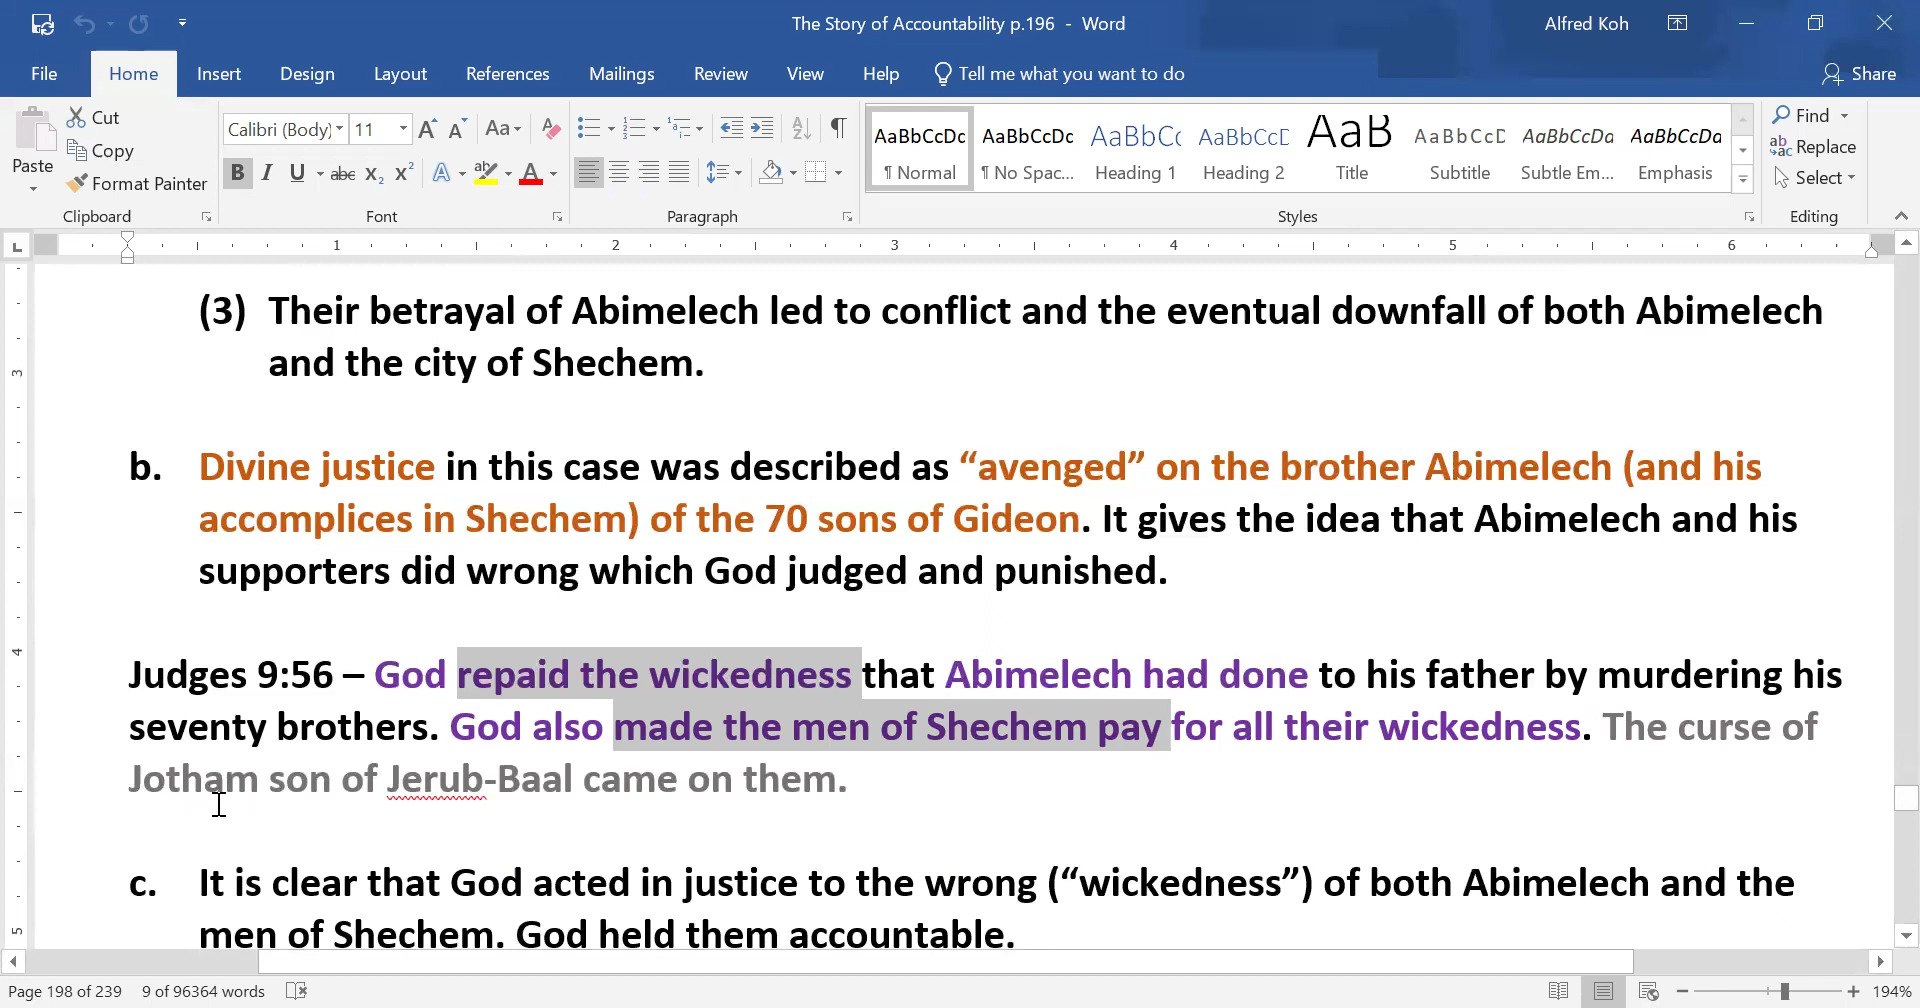 The Story of Accountability p.196 - Word
Alfred Koh
File Home Insert Design Layout References Mailings Review View Help Tell me what you want to do Share
Paste
Cut
Copy
Format Painter
Clipboard
Calibri (Body) 11
Font
Paragraph
AaBbCcDc AaBbCcDc AaBbCc AaBbCcE AaB AaBbCcD AaBbCcDa AaBbCcDa
¶ Normal ¶ No Spac... Heading 1 Heading 2 Title Subtitle Subtle Em... Emphasis
Styles
Find
Replace
Select
Editing
1 2 3 4 5 6
(3) Their betrayal of Abimelech led to conflict and the eventual downfall of both Abimelech
and the city of Shechem.
b. Divine justice in this case was described as “avenged” on the brother Abimelech (and his
accomplices in Shechem) of the 70 sons of Gideon. It gives the idea that Abimelech and his
supporters did wrong which God judged and punished.
Judges 9:56 – God repaid the wickedness that Abimelech had done to his father by murdering his
seventy brothers. God also made the men of Shechem pay for all their wickedness. The curse of
Jotham son of Jerub-Baal came on them.
c. It is clear that God acted in justice to the wrong (“wickedness”) of both Abimelech and the
men of Shechem. God held them accountable.
3
4
5
Page 198 of 239 9 of 96364 words 194%